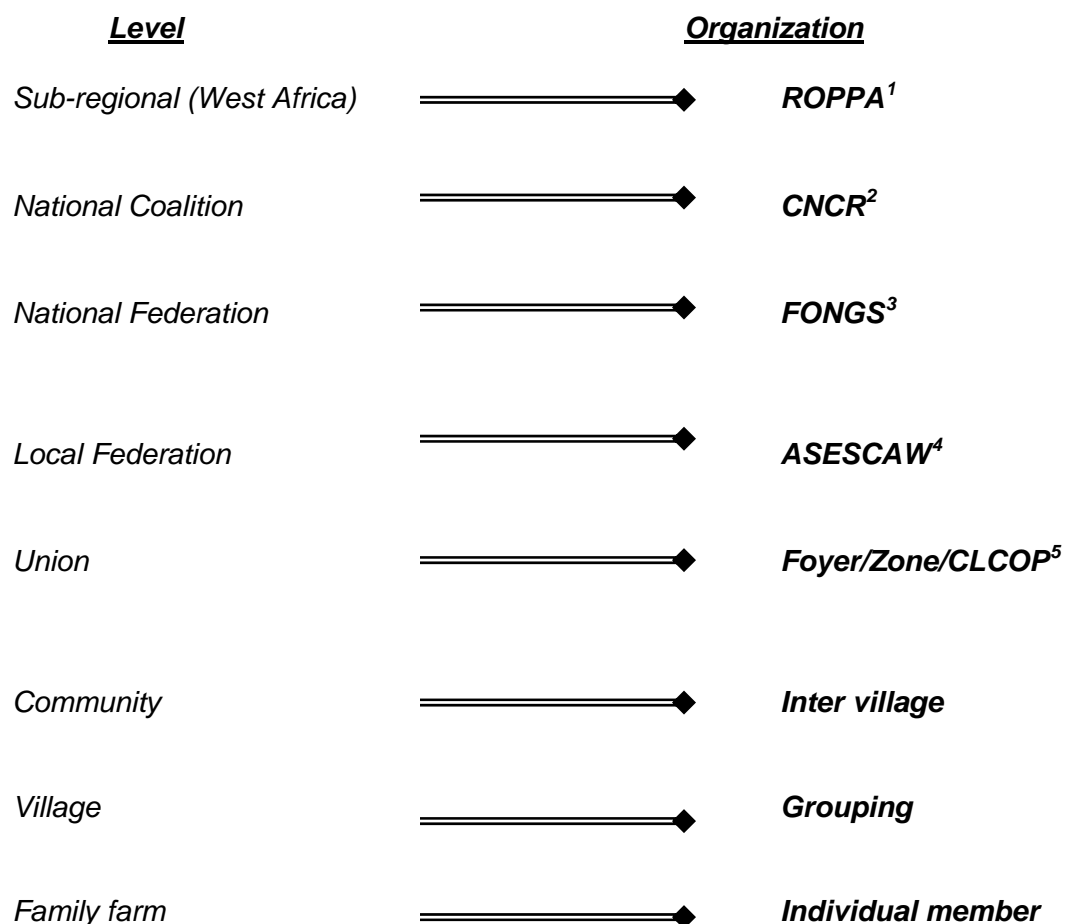 Level Organization
Sub-regional (West Africa) ROPPA¹
National Coalition CNCR²
National Federation FONGS³
Local Federation ASESCAW⁴
Union Foyer/Zone/CLCOP⁵
Community Inter village
Village Grouping
Family farm Individual member